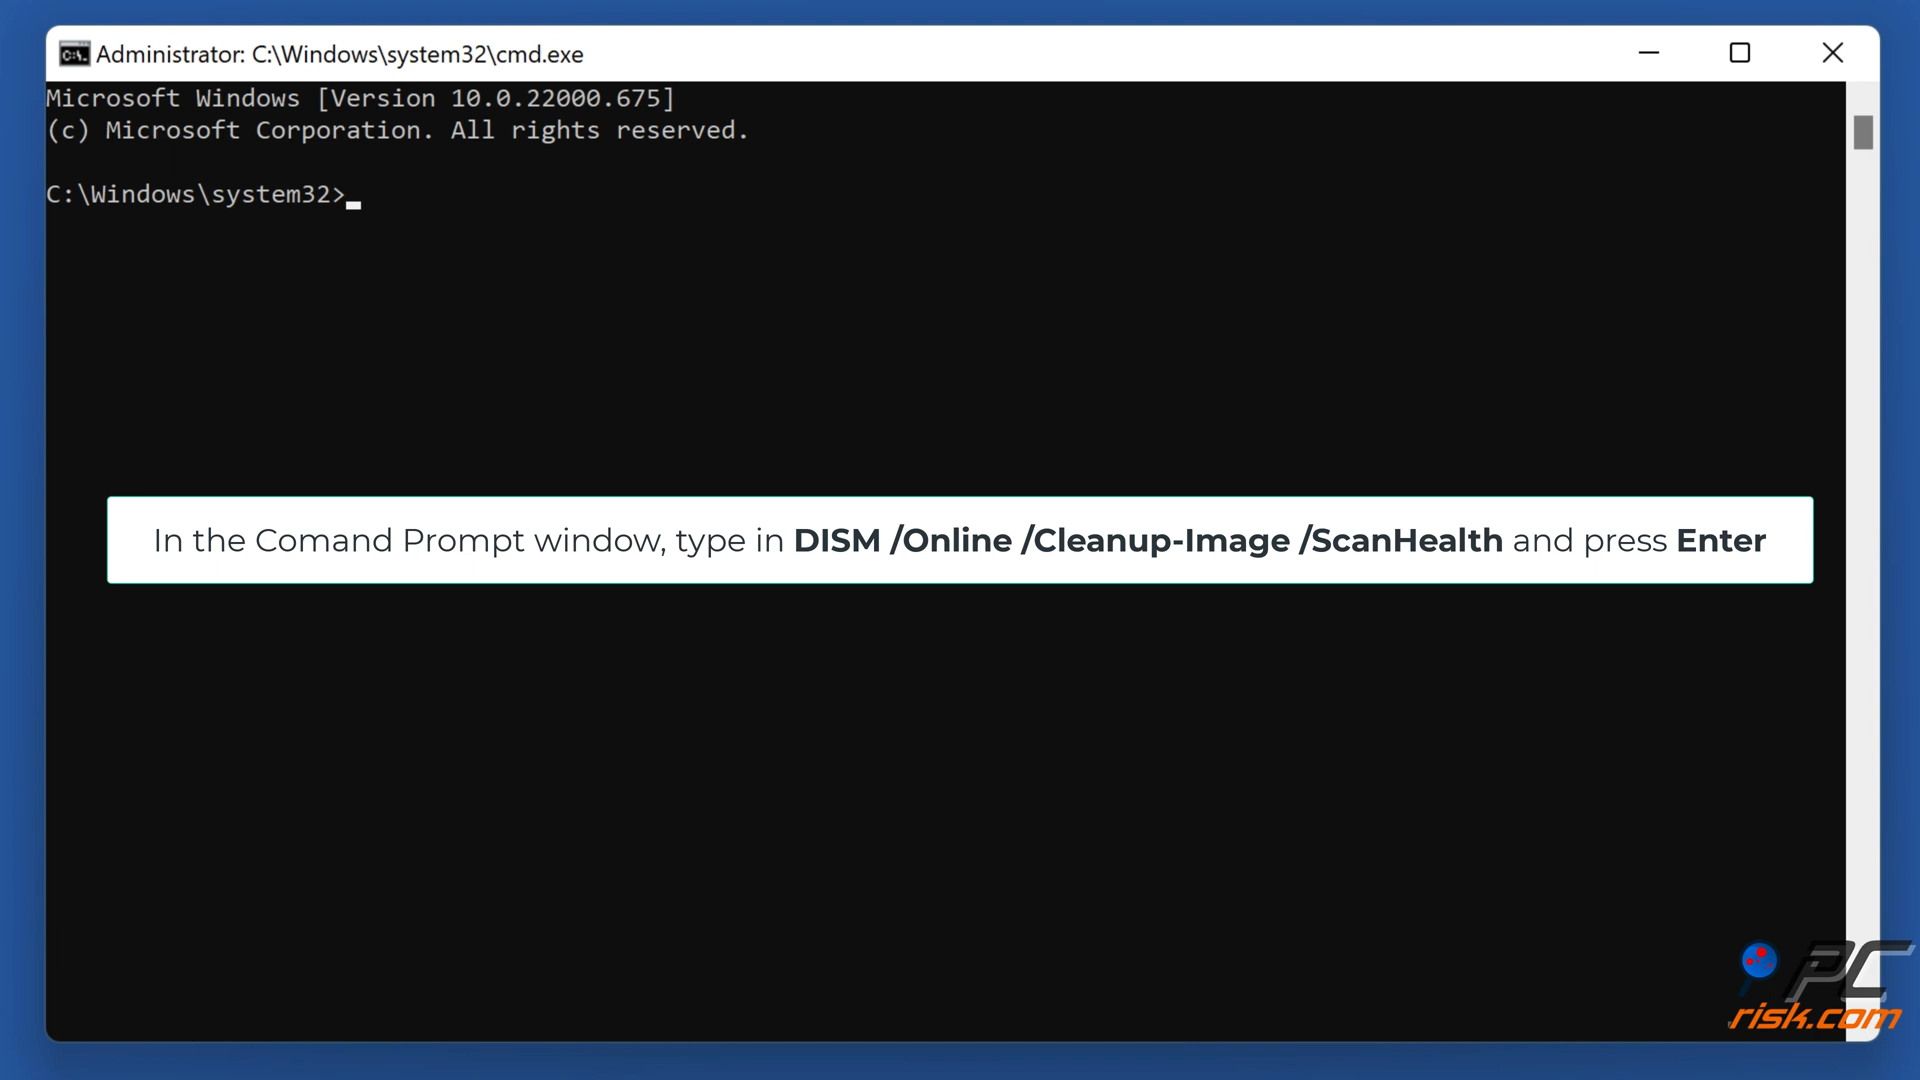 Administrator: C:\Windows\system32\cmd.exe
Microsoft Windows [Version 10.0.22000.675]
(c) Microsoft Corporation. All rights reserved.
C:\Windows\system32>
In the Comand Prompt window, type in DISM /Online /Cleanup-Image /ScanHealth and press Enter
PC
risk.com